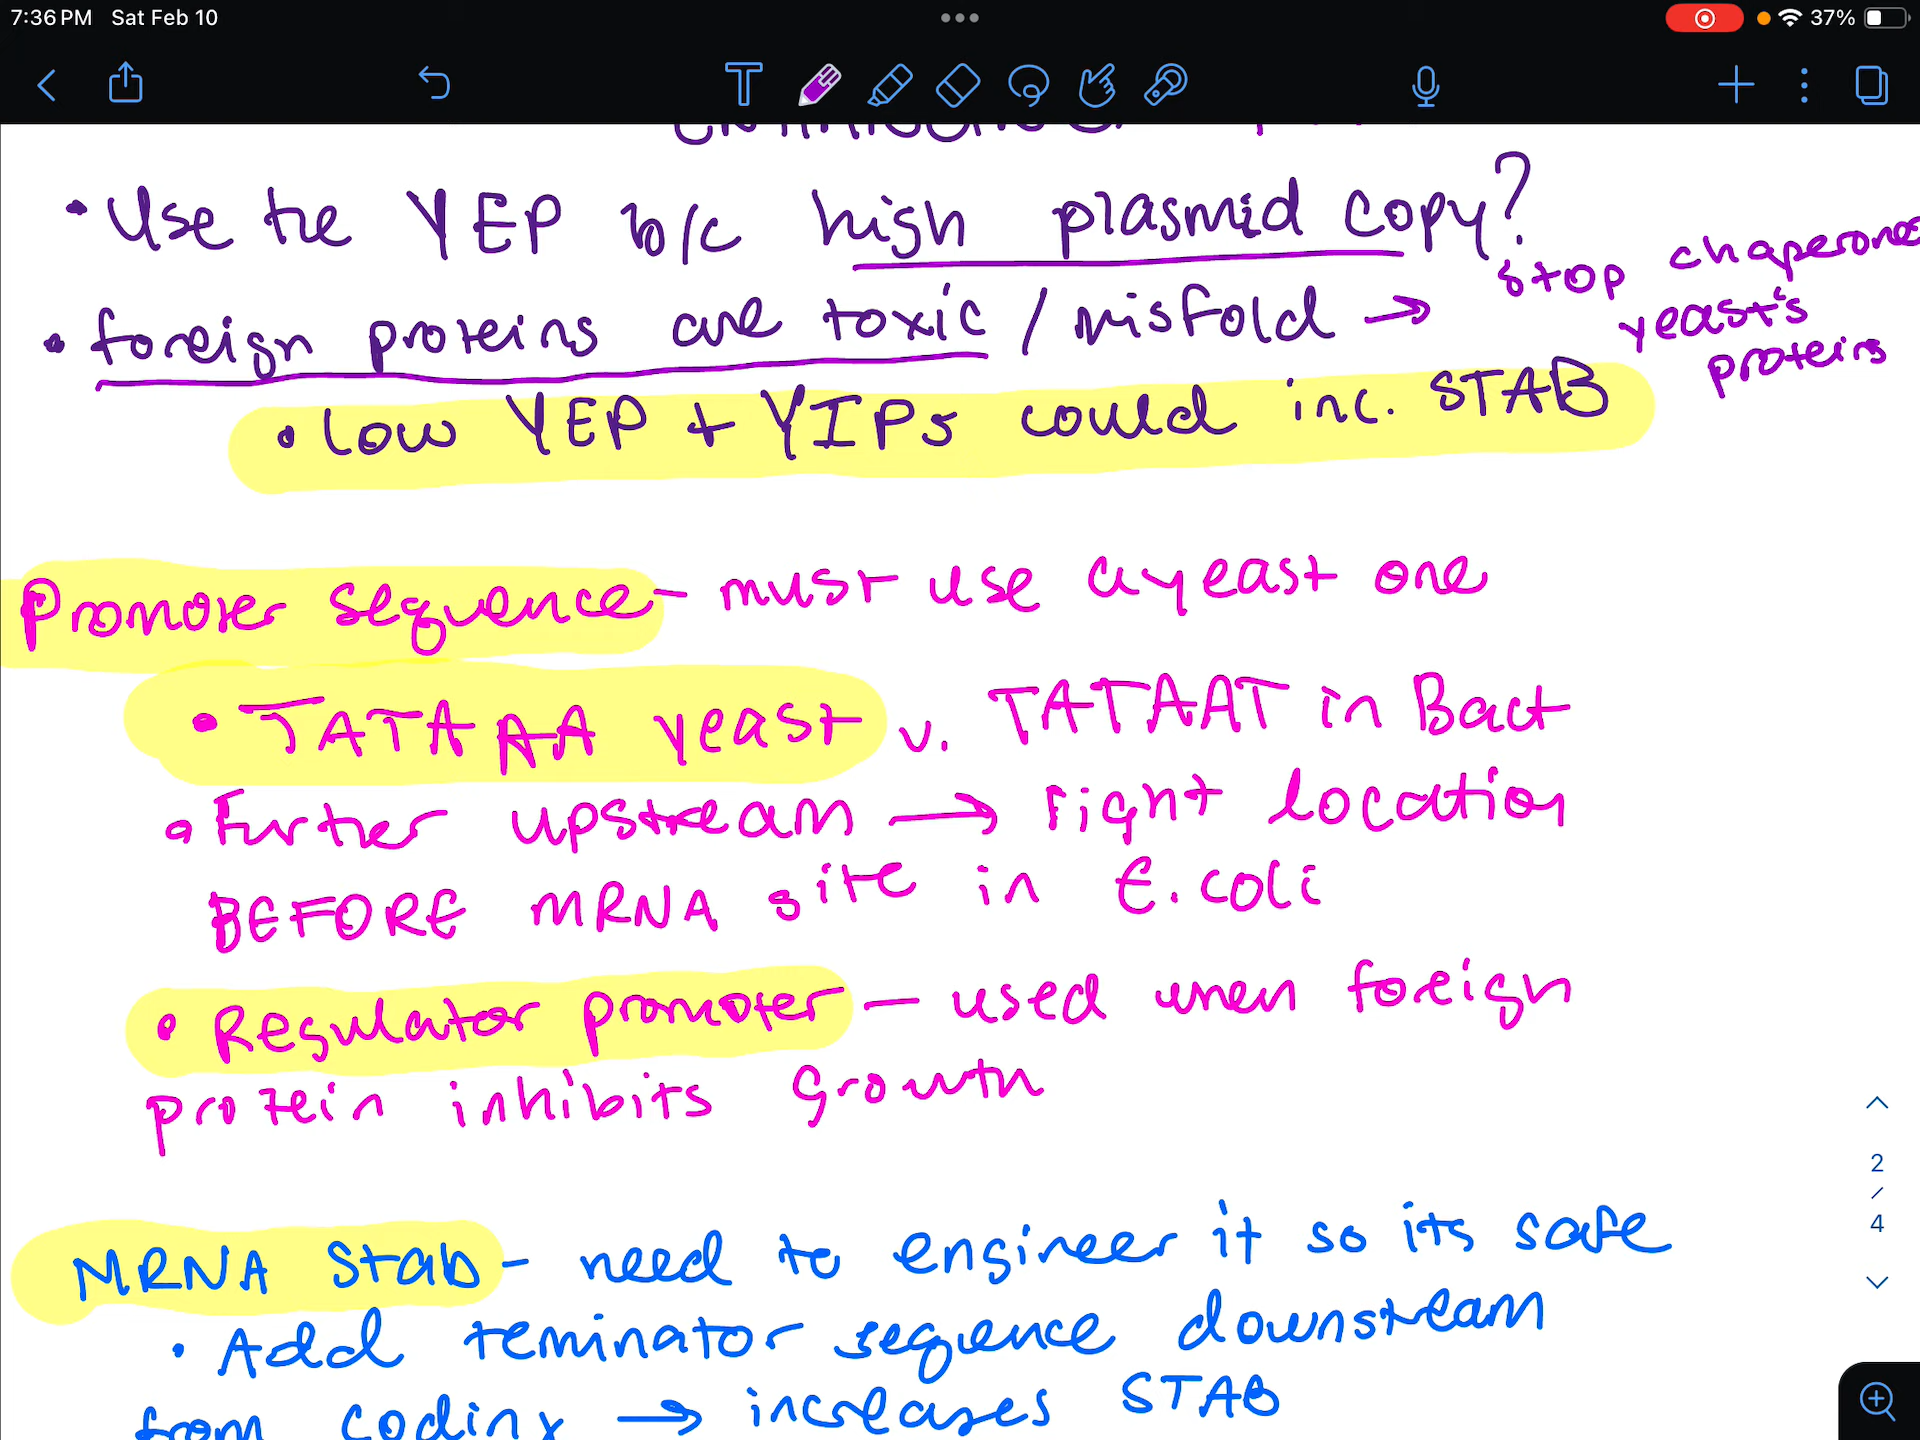 7:36 PM Sat Feb 10
37%
• Use the YEP b/c high plasmid copy?
• foreign proteins are toxic / misfold → stop chaperones
yeast's
proteins
• Low YEP + YIPs could inc. STAB
Promoter sequence - must use a yeast one
• TATAAA yeast v. TATAAT in Bact
• Further upstream → right location
BEFORE mRNA site in E.coli
• Regulator promoter - used when foreign
protein inhibits growth
2
/
4
MRNA Stab - need to engineer it so its safe
• Add teminator sequence downstream
from coding → increases STAB